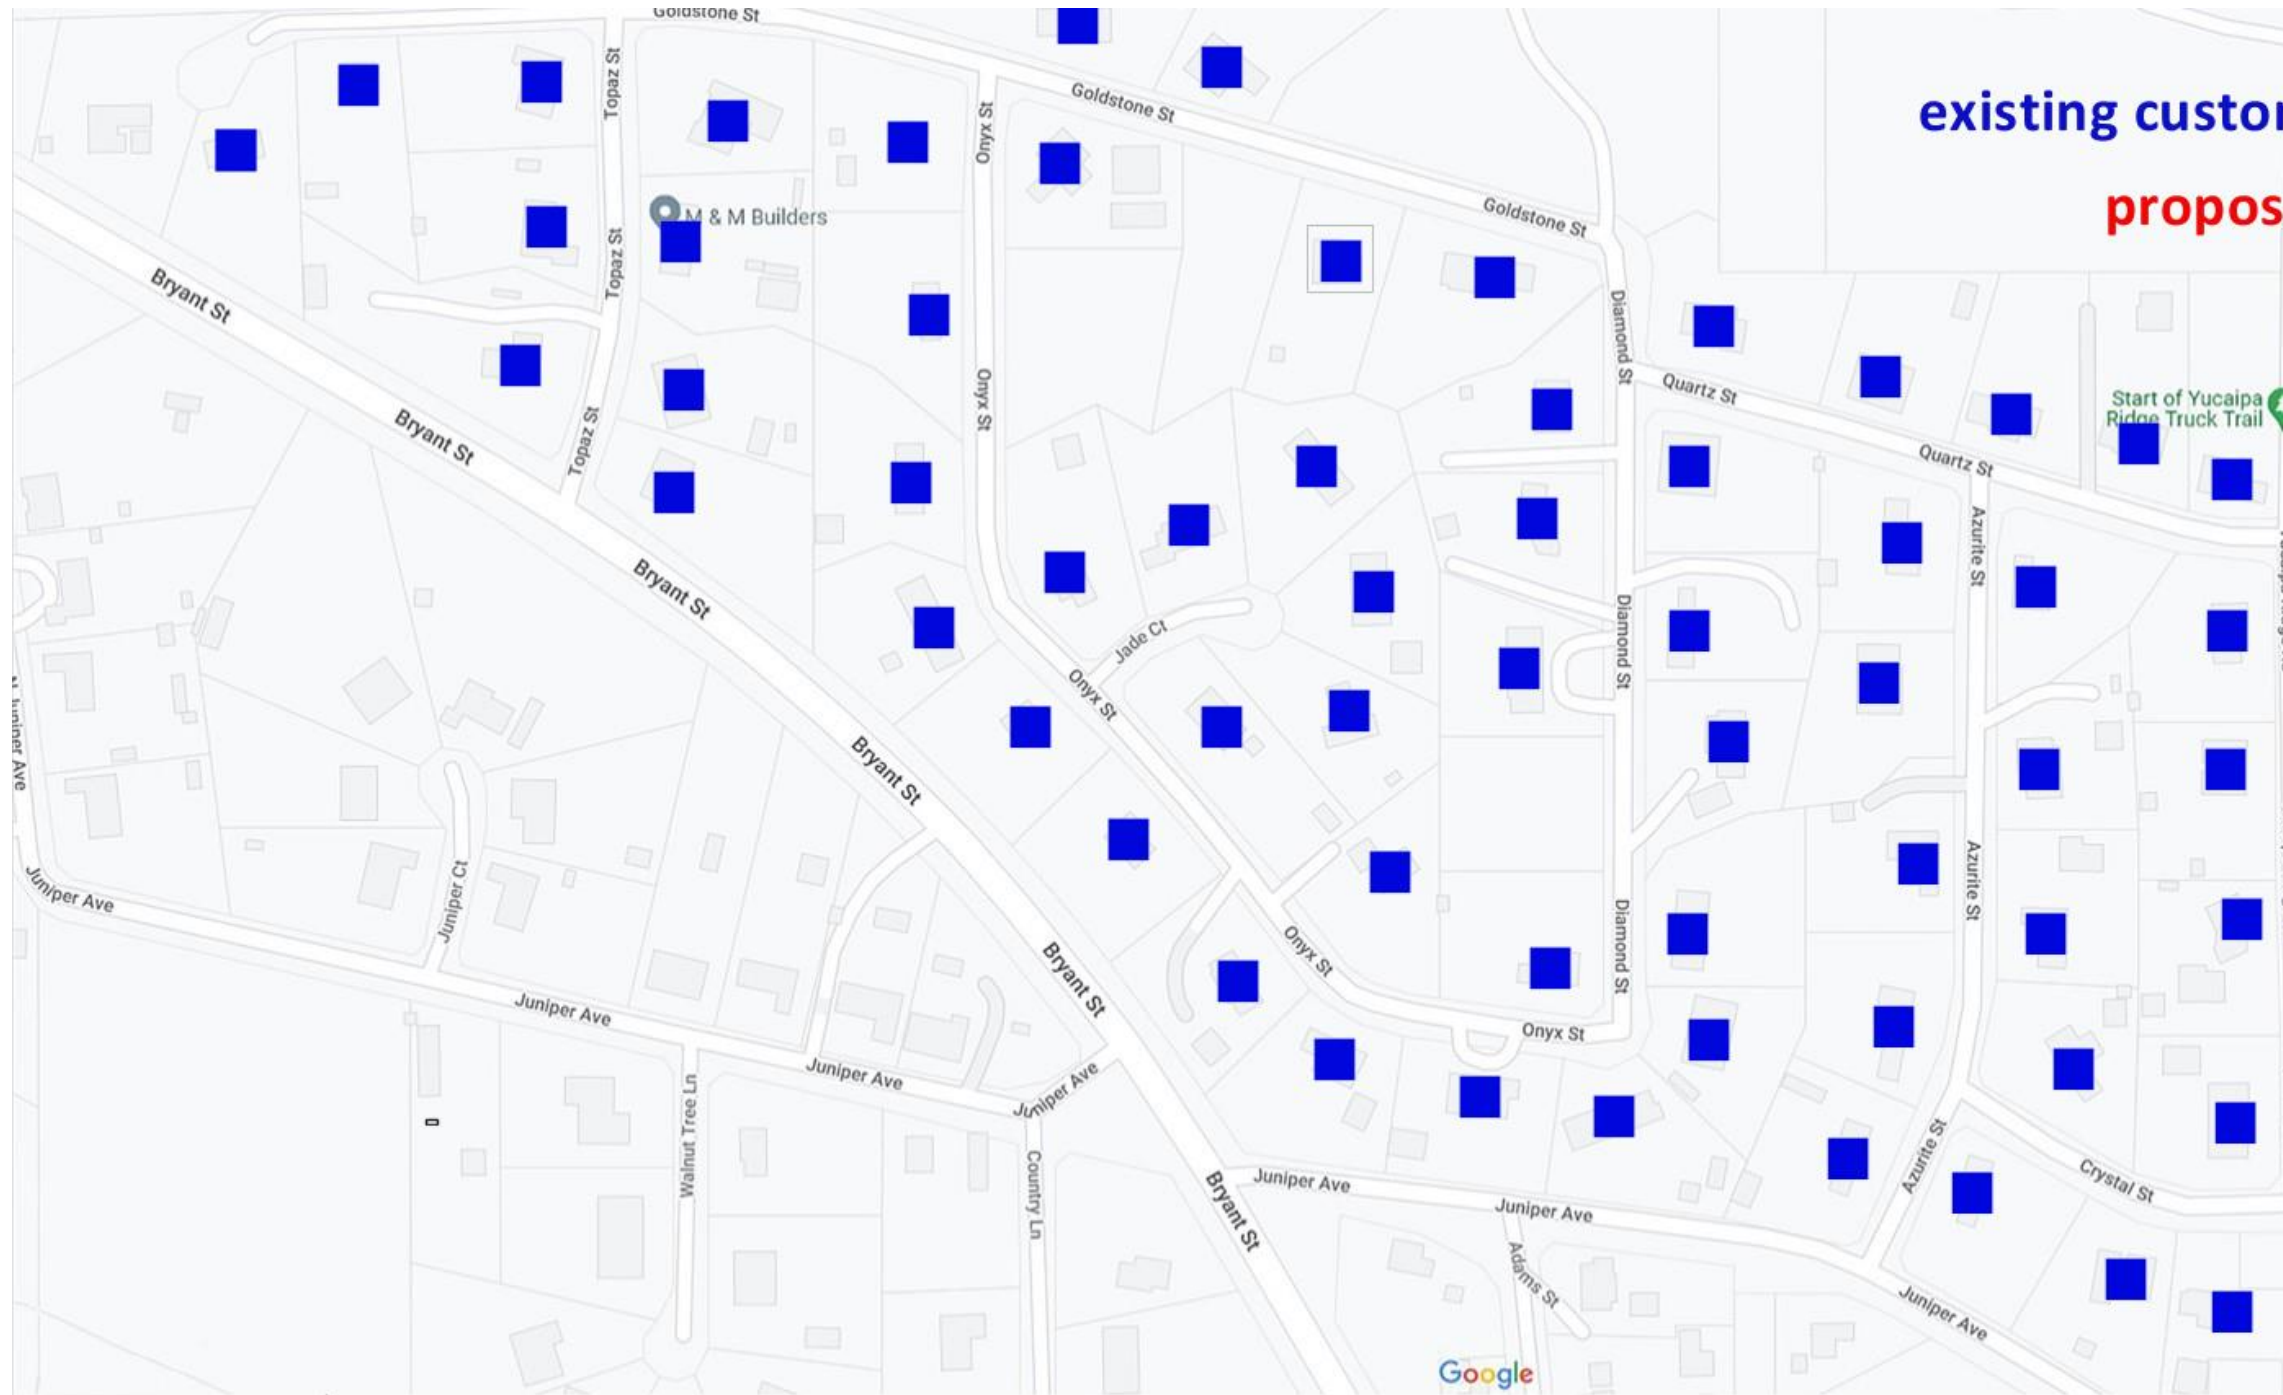 Goldstone St
Topaz St
Goldstone St
Onyx St
existing custor
propos
M & M Builders
Goldstone St
Topaz St
Bryant St
Diamond St
Onyx St
Quartz St
Start of Yucaipa
Ridge Truck Trail
Bryant St
Topaz St
Quartz St
Azurite St
Bryant St
Diamond St
Jade Ct
Onyx St
N Juniper Ave
Bryant St
Juniper Ave
Juniper Ct
Azurite St
Diamond St
Onyx St
Bryant St
Juniper Ave
Onyx St
Juniper Ave
Juniper Ave
Walnut Tree Ln
Country Ln
Juniper Ave
Bryant St
Juniper Ave
Azurite St
Crystal St
Adams St
Juniper Ave
Google